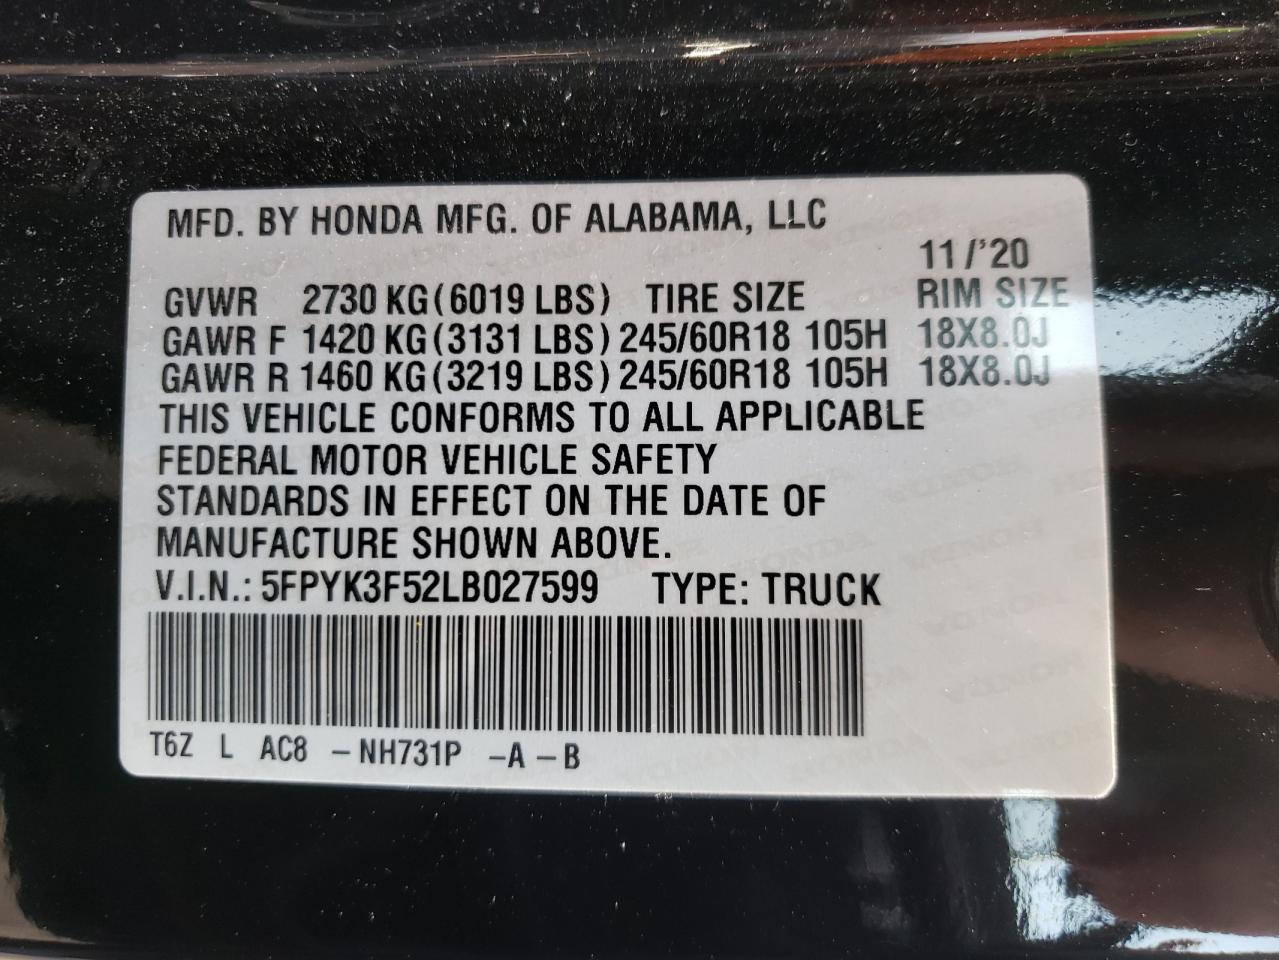 MFD. BY HONDA MFG. OF ALABAMA, LLC
11/'20
GVWR 2730 KG(6019 LBS) TIRE SIZE RIM SIZE
GAWR F 1420 KG(3131 LBS) 245/60R18 105H 18X8.0J
GAWR R 1460 KG(3219 LBS) 245/60R18 105H 18X8.0J
THIS VEHICLE CONFORMS TO ALL APPLICABLE
FEDERAL MOTOR VEHICLE SAFETY
STANDARDS IN EFFECT ON THE DATE OF
MANUFACTURE SHOWN ABOVE.
V.I.N.: 5FPYK3F52LB027599 TYPE: TRUCK
T6Z L AC8 -NH731P -A-B